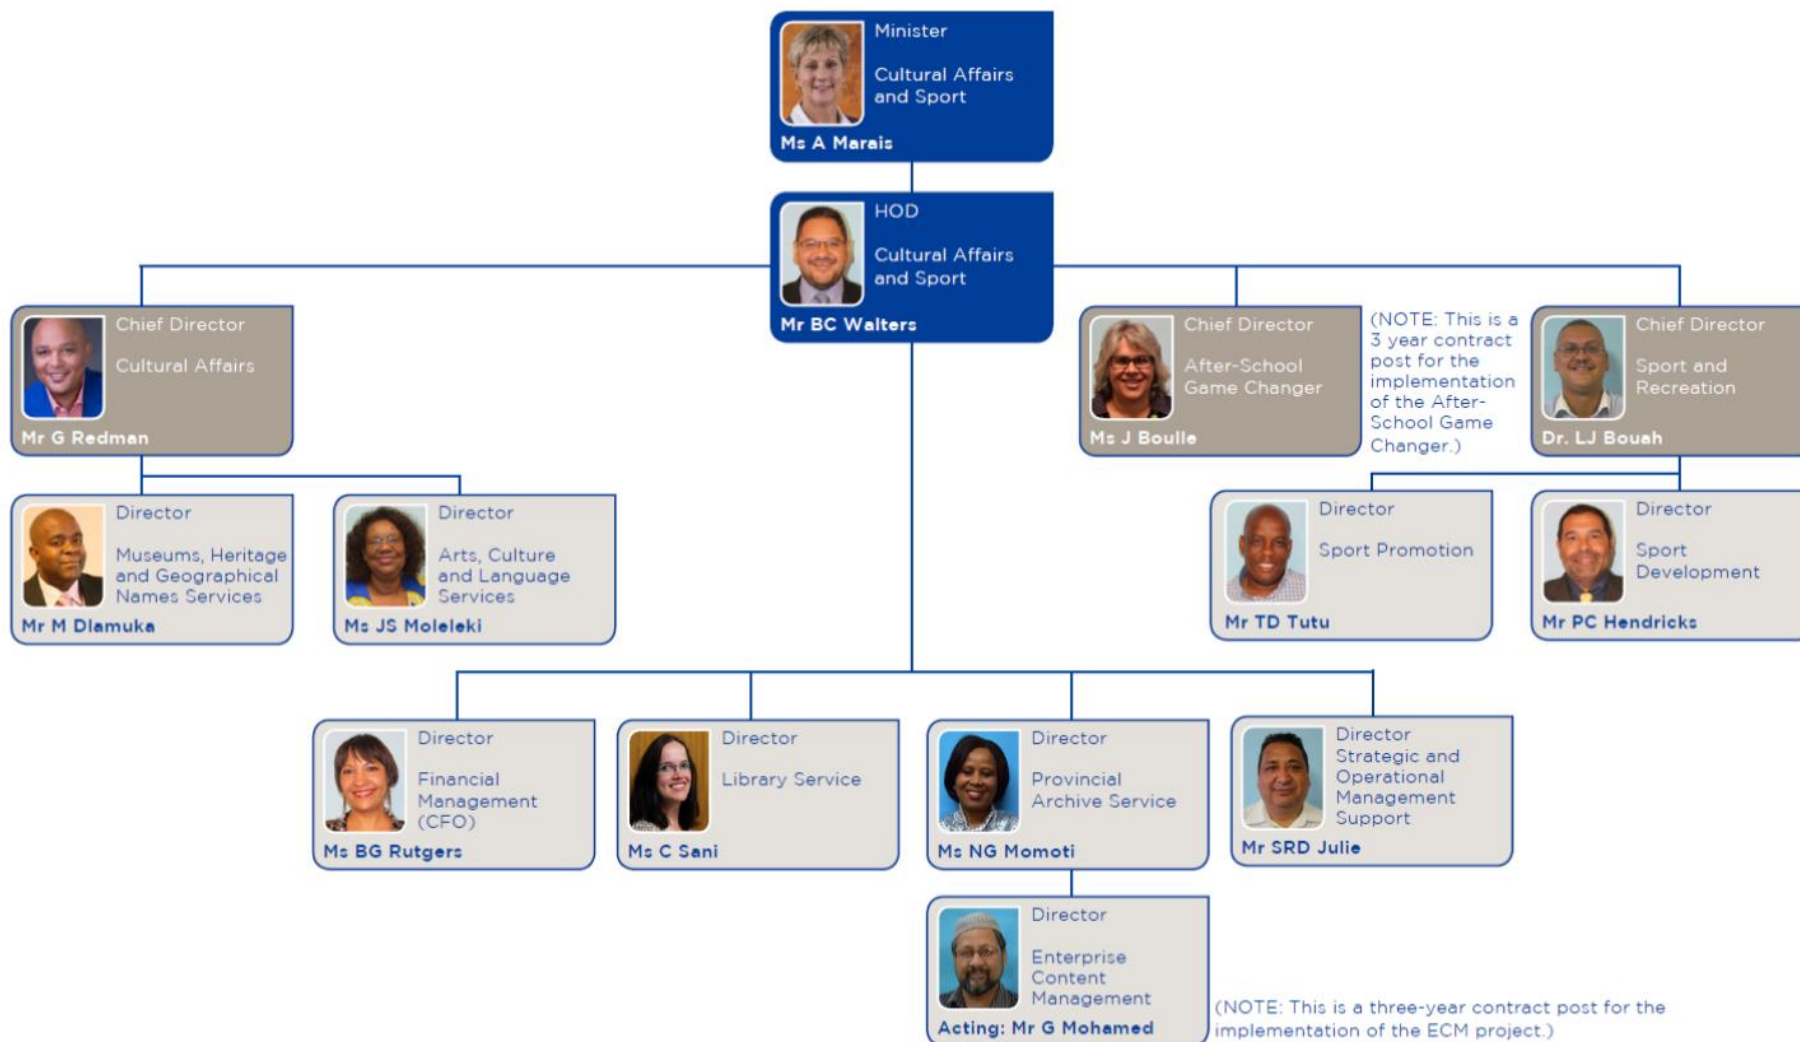 Minister
Cultural Affairs
and Sport
Ms A Marais
HOD
Cultural Affairs
and Sport
Mr BC Walters
Chief Director
Cultural Affairs
Mr G Redman
Chief Director
After-School
Game Changer
Ms J Boulle
(NOTE: This is a
3 year contract
post for the
implementation
of the After-
School Game
Changer.)
Chief Director
Sport and
Recreation
Dr. LJ Bouah
Director
Museums, Heritage
and Geographical
Names Services
Mr M Dlamuka
Director
Arts, Culture
and Language
Services
Ms JS Moleleki
Director
Sport Promotion
Mr TD Tutu
Director
Sport
Development
Mr PC Hendricks
Director
Financial
Management
(CFO)
Ms BG Rutgers
Director
Library Service
Ms C Sani
Director
Provincial
Archive Service
Ms NG Momoti
Director
Strategic and
Operational
Management
Support
Mr SRD Julie
Director
Enterprise
Content
Management
Acting: Mr G Mohamed
(NOTE: This is a three-year contract post for the
implementation of the ECM project.)